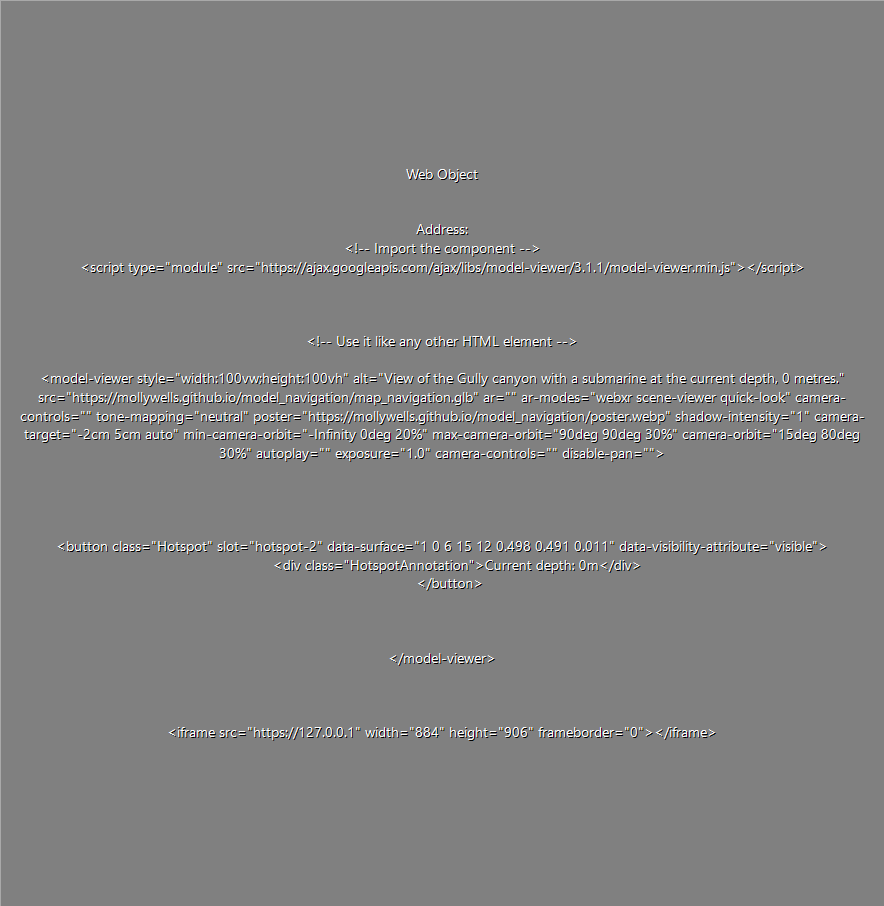 Web Object
Address:
<!-- Import the component -->
<script type="module" src="https://ajax.googleapis.com/ajax/libs/model-viewer/3.1.1/model-viewer.min.js"></script>
<!-- Use it like any other HTML element -->
<model-viewer style="width:100vw;height:100vh" alt="View of the Gully canyon with a submarine at the current depth, 0 metres."
src="https://mollywells.github.io/model_navigation/map_navigation.glb" ar="" ar-modes="webxr scene-viewer quick-look" camera-
controls="" tone-mapping="neutral" poster="https://mollywells.github.io/model_navigation/poster.webp" shadow-intensity="1" camera-
target="-2cm 5cm auto" min-camera-orbit="-Infinity 0deg 20%" max-camera-orbit="90deg 90deg 30%" camera-orbit="15deg 80deg
30%" autoplay="" exposure="1.0" camera-controls="" disable-pan="">
<button class="Hotspot" slot="hotspot-2" data-surface="1 0 6 15 12 0.498 0.491 0.011" data-visibility-attribute="visible">
<div class="HotspotAnnotation">Current depth: 0m</div>
</button>
</model-viewer>
<iframe src="https://127.0.0.1" width="884" height="906" frameborder="0"></iframe>